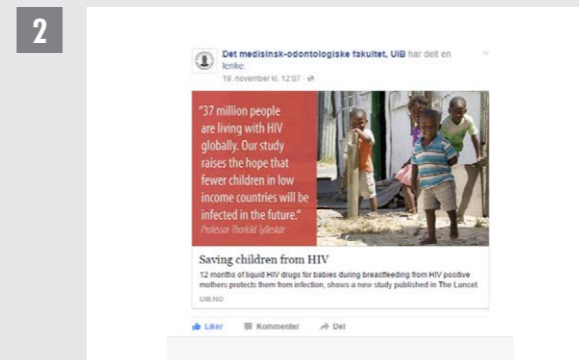 2
Det medisinsk-odontologiske fakultet, UiB har delt en
lenke.
19. november kl. 12:07
"37 million people
are living with HIV
globally. Our study
raises the hope that
fewer children in low
income countries will be
infected in the future."
Professor Thorkild Tylleskär
Saving children from HIV
12 months of liquid HIV drugs for babies during breastfeeding from HIV positive
mothers protects them from infection, shows a new study published in The Lancet
UIB.NO
Liker Kommenter Del